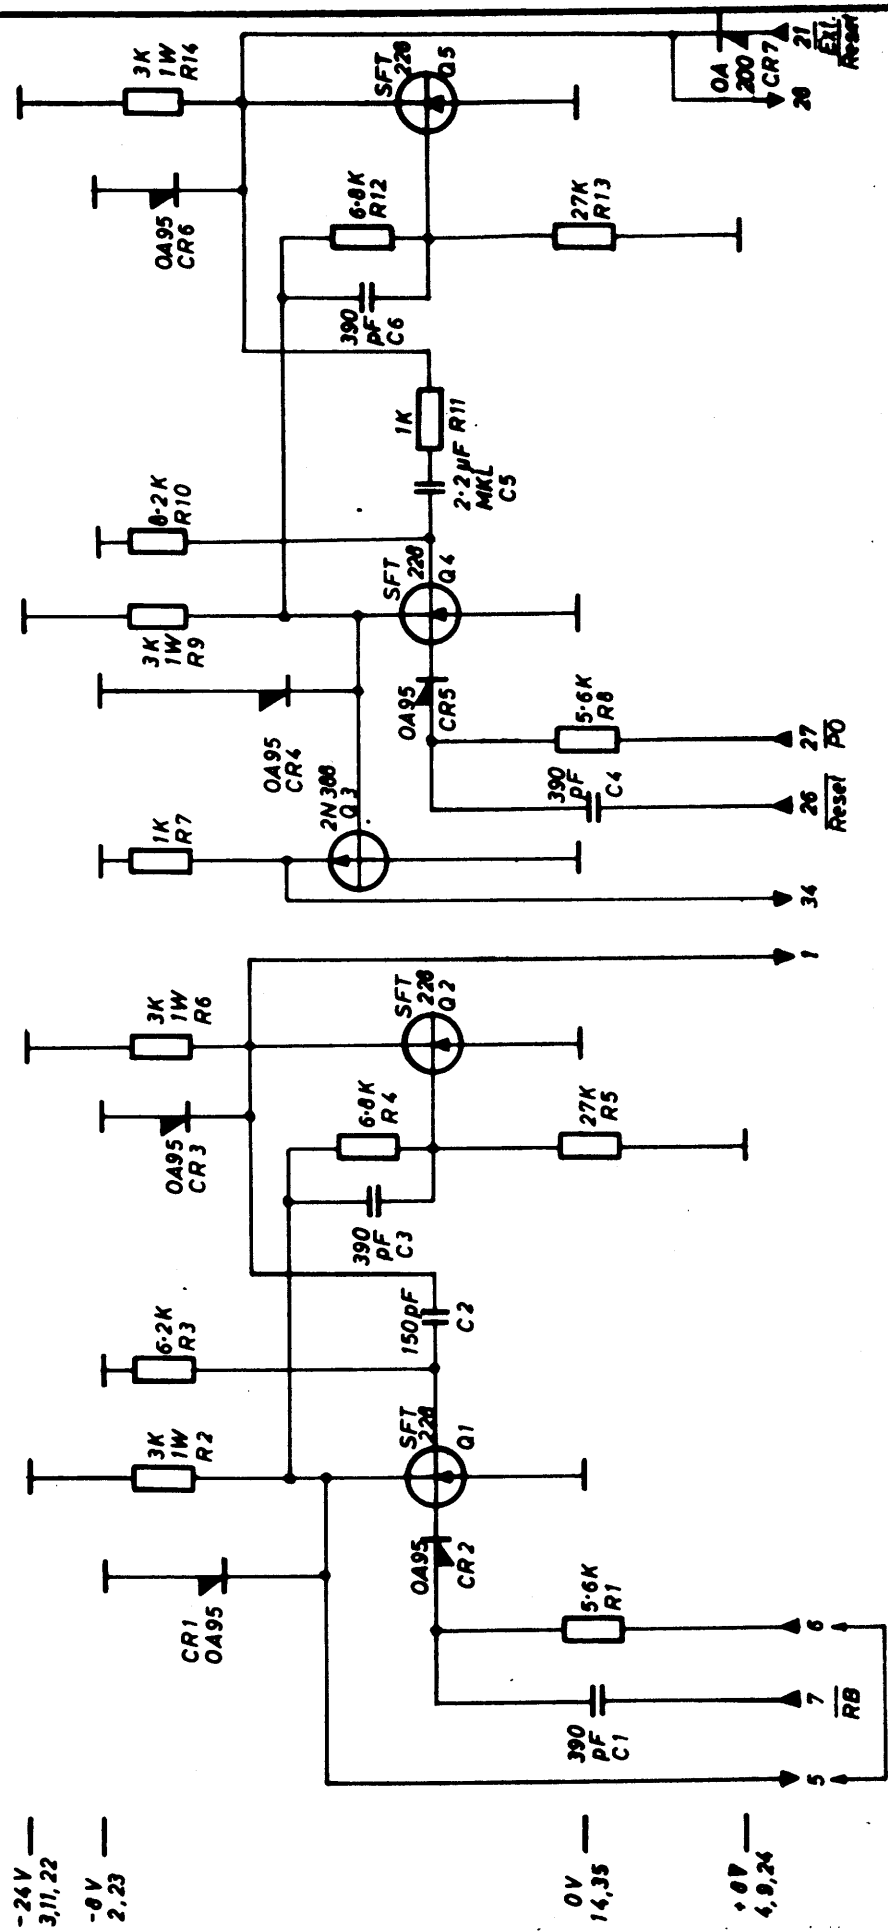 -24V
3,11,22
-8V
2,23
0V
14,35
+8V
4,9,24
CR1
OA95
3K
1W
R2
6·2K
R3
OA95
CR3
3K
1W
R6
1K
R7
OA95
CR4
3K
1W
R9
8·2K
R10
OA95
CR6
3K
1W
R14
OA95
CR2
SFT
228
Q1
150pF
C2
390
pF
C3
6·8K
R4
SFT
228
Q2
2N388
Q3
OA95
CR5
SFT
228
Q4
2·2µF
MKL
C5
1K
R11
390
pF
C6
6·8K
R12
SFT
228
Q5
390
pF
C1
5·6K
R1
27K
R5
390
pF
C4
5·6K
R8
27K
R13
OA
200
CR7
5
7
RB
6
1
34
26
Reset
27
PO
28
21
Ext.
Reset